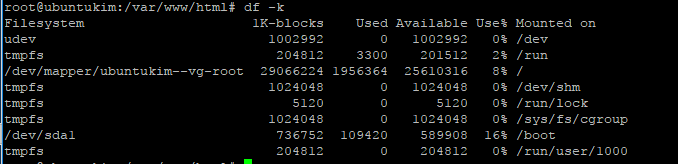 root@ubuntukim:/var/www/html# df -k
Filesystem 1K-blocks Used Available Use% Mounted on
udev 1002992 0 1002992 0% /dev
tmpfs 204812 3300 201512 2% /run
/dev/mapper/ubuntukim--vg-root 29066224 1956364 25610316 8% /
tmpfs 1024048 0 1024048 0% /dev/shm
tmpfs 5120 0 5120 0% /run/lock
tmpfs 1024048 0 1024048 0% /sys/fs/cgroup
/dev/sda1 736752 109420 589908 16% /boot
tmpfs 204812 0 204812 0% /run/user/1000